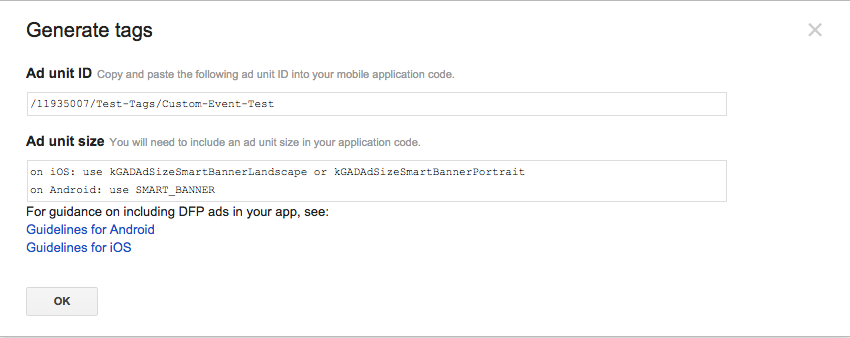 Generate tags
Ad unit ID Copy and paste the following ad unit ID into your mobile application code.
/11935007/Test-Tags/Custom-Event-Test
Ad unit size You will need to include an ad unit size in your application code.
on iOS: use kGADAdSizeSmartBannerLandscape or kGADAdSizeSmartBannerPortrait
on Android: use SMART_BANNER
For guidance on including DFP ads in your app, see:
Guidelines for Android
Guidelines for iOS
OK